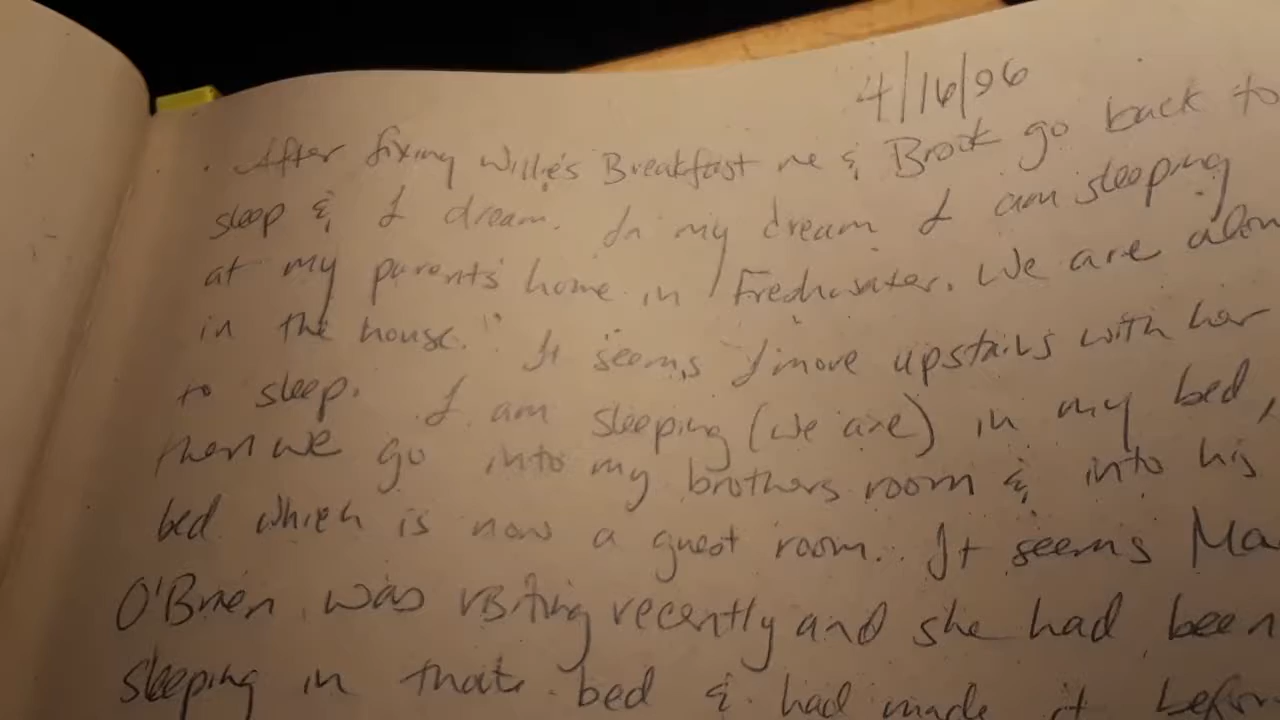 4/16/96
. After fixing Willie's Breakfast me & Brook go back to
sleep & I dream. In my dream I am sleeping
at my parents' home in Freshwater. We are alon
in the house. It seems I move upstairs with her
to sleep. I am sleeping (we are) in my bed,
then we go into my brothers room & into his
bed which is now a guest room. It seems Ma
O'Brien was visiting recently and she had been
sleeping in that bed & had made it before